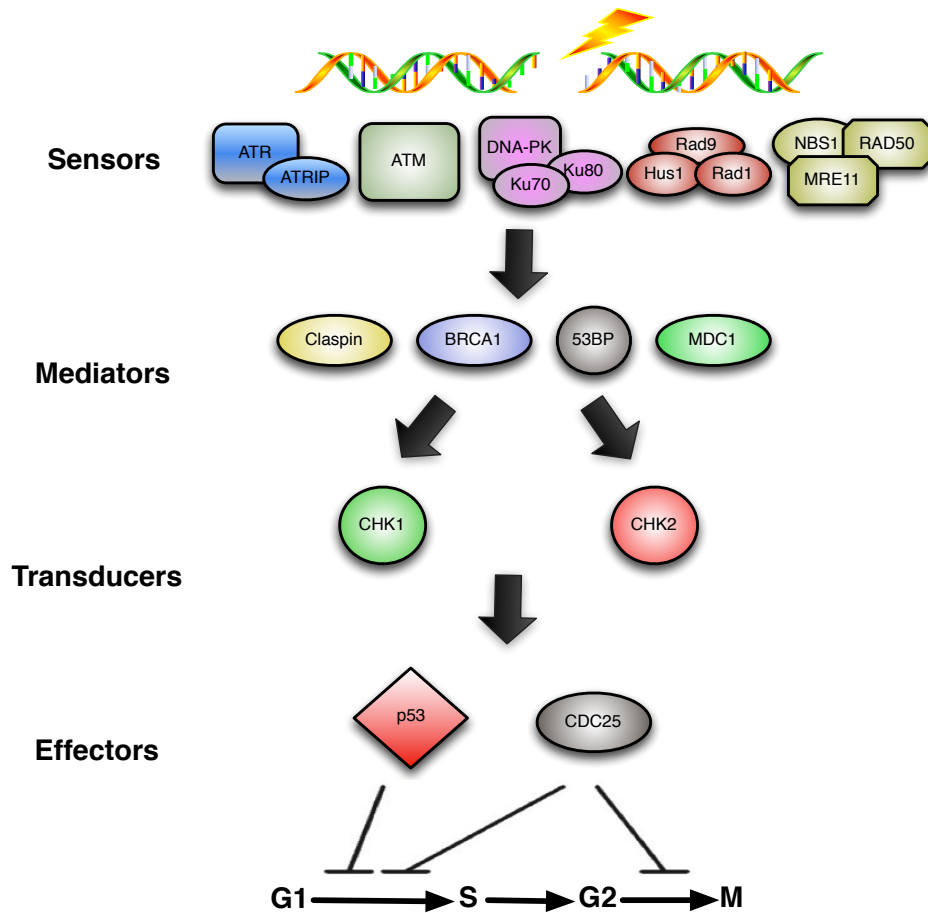 Sensors
ATR
ATRIP
ATM
DNA-PK
Ku70
Ku80
Rad9
Hus1
Rad1
NBS1
RAD50
MRE11
Mediators
Claspin
BRCA1
53BP
MDC1
Transducers
CHK1
CHK2
Effectors
p53
CDC25
G1
S
G2
M